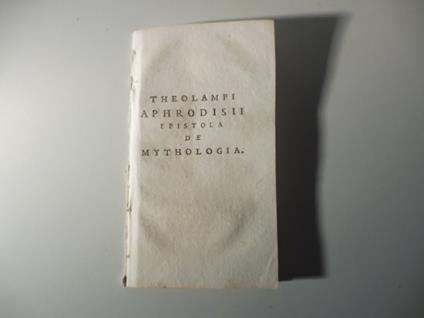 THEOLAMPI
APHRODISII
EPISTOLA
DE
MYTHOLOGIA.